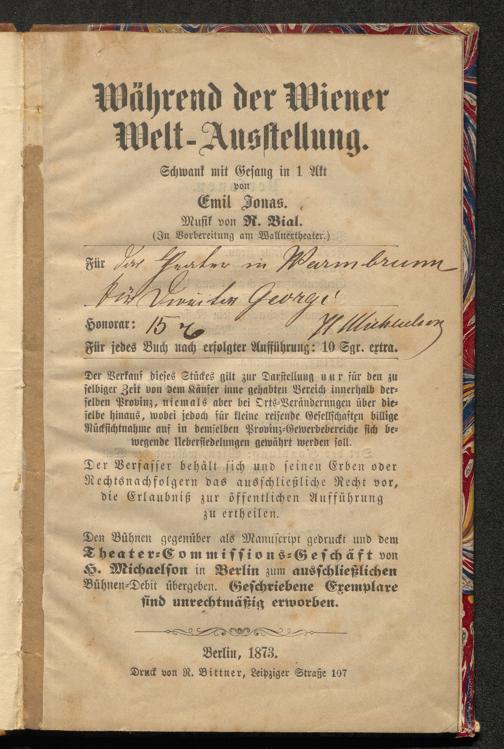 Während der Wiener
Welt-Ausstellung.
Schwank mit Gesang in 1 Akt
von
Emil Jonas.
Musik von R. Bial.
(In Vorbereitung am Wallnertheater.)
Für das Theater in Warmbrunn
für Director Georgi
Honorar: 15 H Michaelson
Für jedes Buch nach erfolgter Aufführung: 10 Sgr. extra.
Der Verkauf dieses Stückes gilt zur Darstellung nur für den zu
selbiger Zeit von dem Käufer inne gehabten Bereich innerhalb der-
selben Provinz, niemals aber bei Orts-Veränderungen über die-
selbe hinaus, wobei jedoch für kleine reisende Gesellschaften billige
Rücksichtnahme auf in demselben Provinz-Gewerbebereiche sich be-
wegende Uebersiedelungen gewährt werden soll.
Der Verfasser behält sich und seinen Erben oder
Rechtsnachfolgern das ausschließliche Recht vor,
die Erlaubniß zur öffentlichen Aufführung
zu ertheilen.
Den Bühnen gegenüber als Manuscript gedruckt und dem
Theater-Commissions-Geschäft von
H. Michaelson in Berlin zum ausschließlichen
Bühnen-Debit übergeben. Geschriebene Exemplare
sind unrechtmäßig erworben.
Berlin, 1873.
Druck von R. Bittner, Leipziger Straße 107